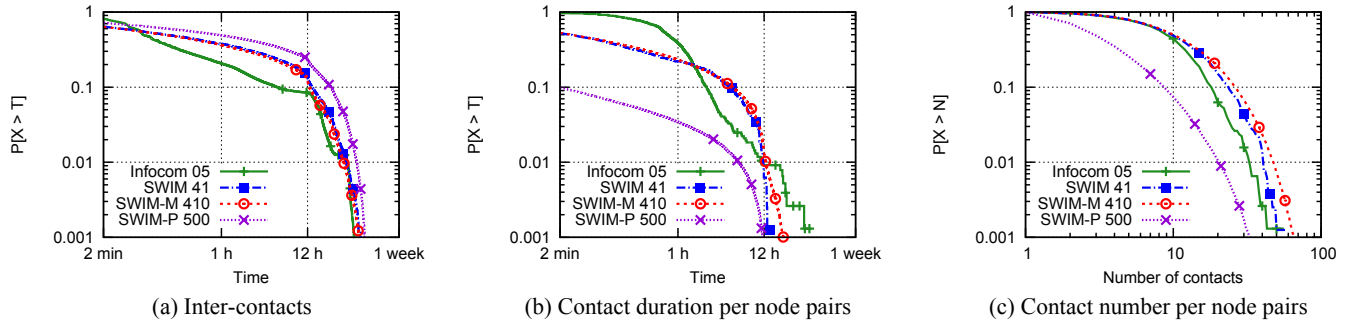 1
0.1
0.01
0.001
P[X > T]
Infocom 05
SWIM 41
SWIM-M 410
SWIM-P 500
2 min 1 h 12 h 1 week
Time
(a) Inter-contacts
1
0.1
0.01
0.001
P[X > T]
Infocom 05
SWIM 41
SWIM-M 410
SWIM-P 500
2 min 1 h 12 h 1 week
Time
(b) Contact duration per node pairs
1
0.1
0.01
0.001
P[X > N]
Infocom 05
SWIM 41
SWIM-M 410
SWIM-P 500
1 10 100
Number of contacts
(c) Contact number per node pairs